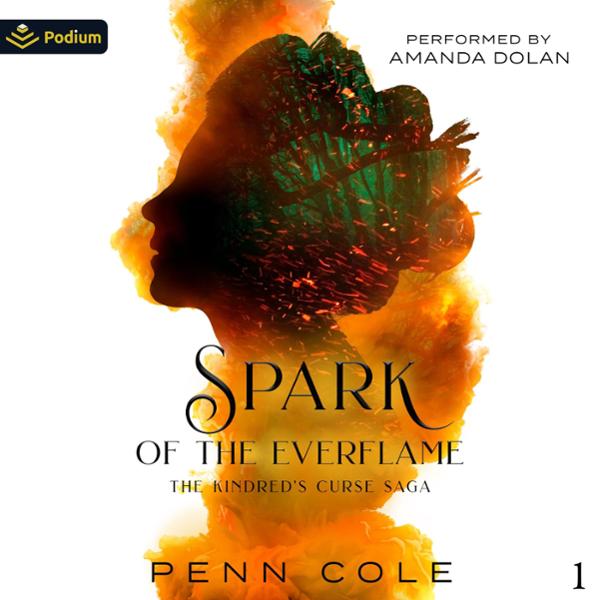 Podium
PERFORMED BY
AMANDA DOLAN
SPARK
OF THE EVERFLAME
THE KINDRED'S CURSE SAGA
PENN COLE
1